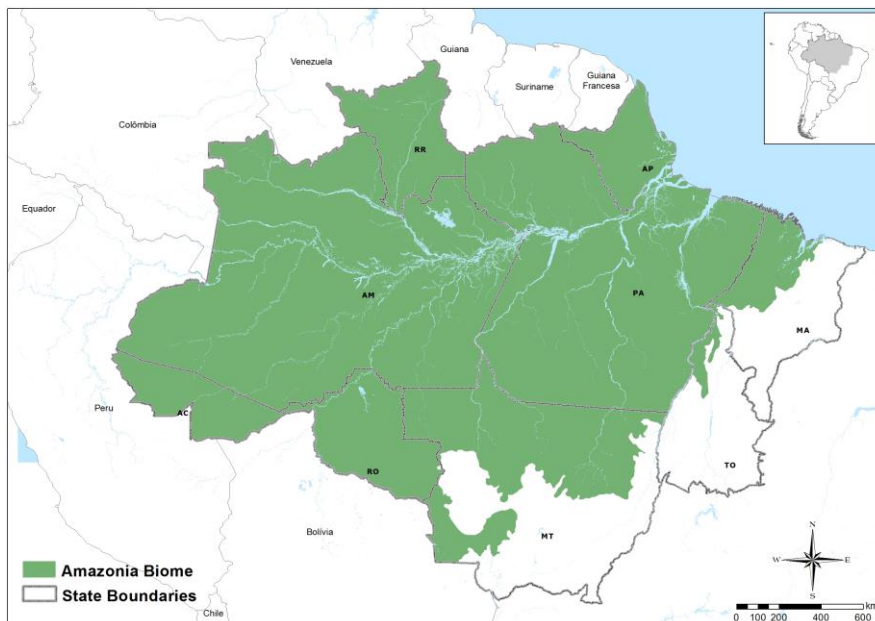 Guiana
Venezuela
Suriname
Guiana
Francesa
Colômbia
RR
AP
Equador
AM
PA
MA
Peru
AC
RO
TO
Bolívia
MT
Amazonia Biome
State Boundaries
Chile
N
W
E
S
0 100 200 400 600
km